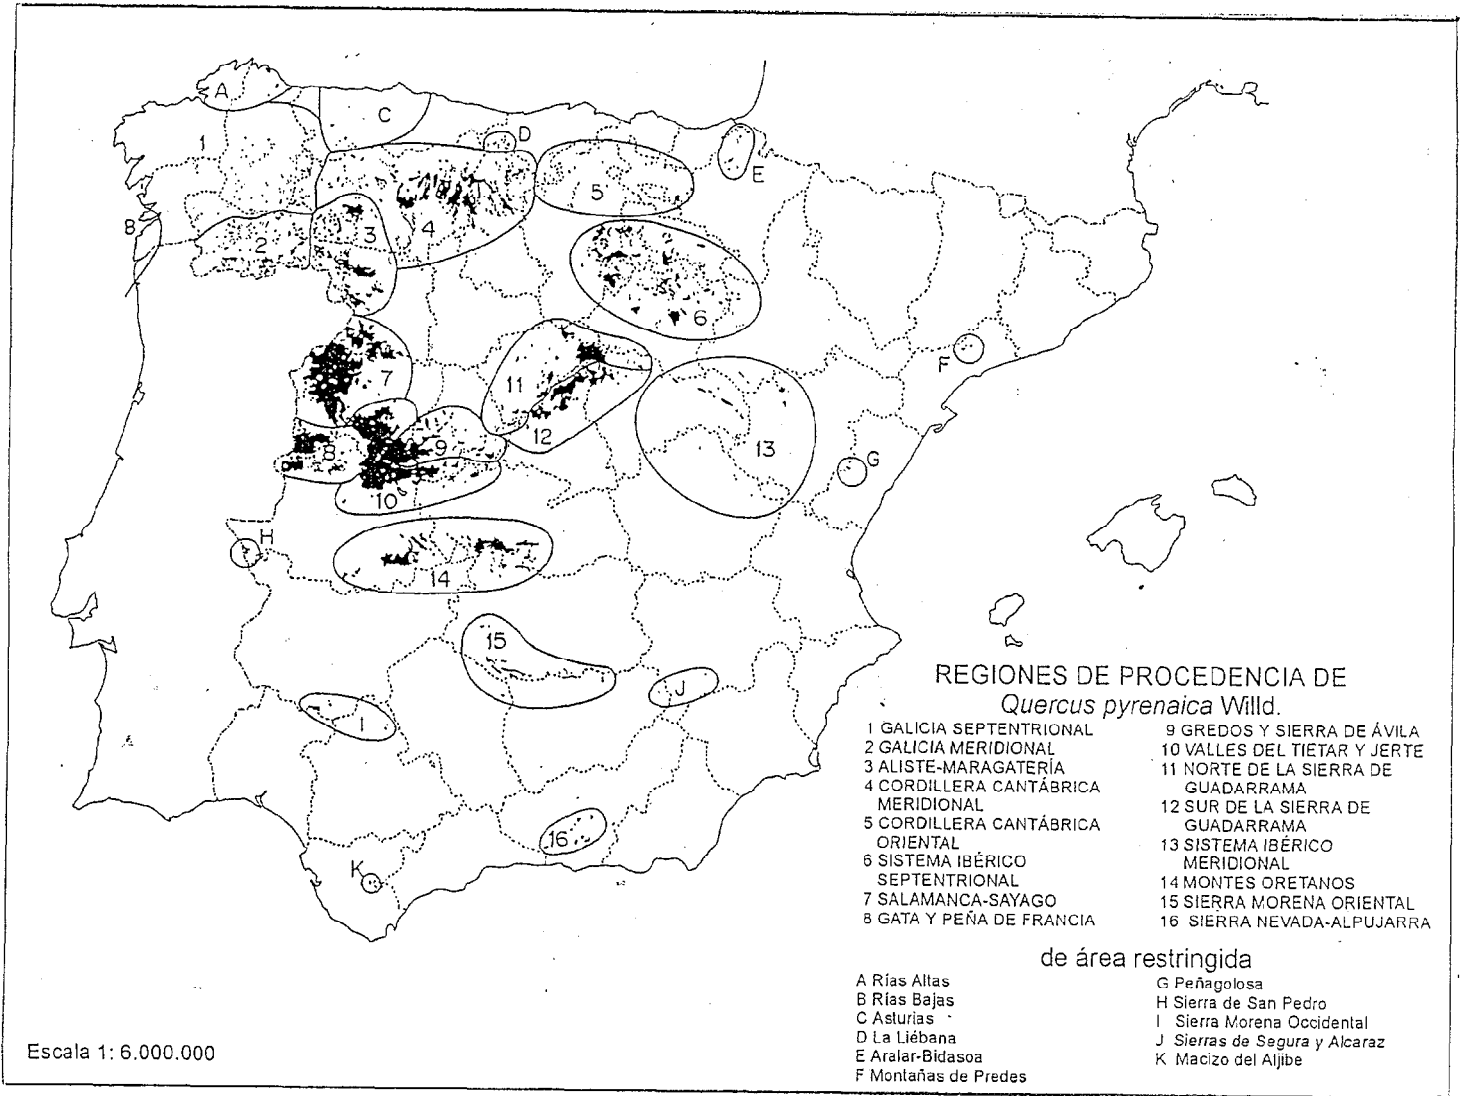 A
C
1
D
E
5
B
3
4
2
6
F
7
11
12
9
8
13
G
10
H
14
15
J
I
16
K
REGIONES DE PROCEDENCIA DE
Quercus pyrenaica Willd.
1 GALICIA SEPTENTRIONAL
2 GALICIA MERIDIONAL
3 ALISTE-MARAGATERÍA
4 CORDILLERA CANTÁBRICA
MERIDIONAL
5 CORDILLERA CANTÁBRICA
ORIENTAL
6 SISTEMA IBÉRICO
SEPTENTRIONAL
7 SALAMANCA-SAYAGO
8 GATA Y PEÑA DE FRANCIA
9 GREDOS Y SIERRA DE ÁVILA
10 VALLES DEL TIETAR Y JERTE
11 NORTE DE LA SIERRA DE
GUADARRAMA
12 SUR DE LA SIERRA DE
GUADARRAMA
13 SISTEMA IBÉRICO
MERIDIONAL
14 MONTES ORETANOS
15 SIERRA MORENA ORIENTAL
16 SIERRA NEVADA-ALPUJARRA
de área restringida
A Rías Altas
B Rías Bajas
C Asturias
D La Liébana
E Aralar-Bidasoa
F Montañas de Predes
G Peñagolosa
H Sierra de San Pedro
I Sierra Morena Occidental
J Sierras de Segura y Alcaraz
K Macizo del Aljibe
Escala 1: 6.000.000